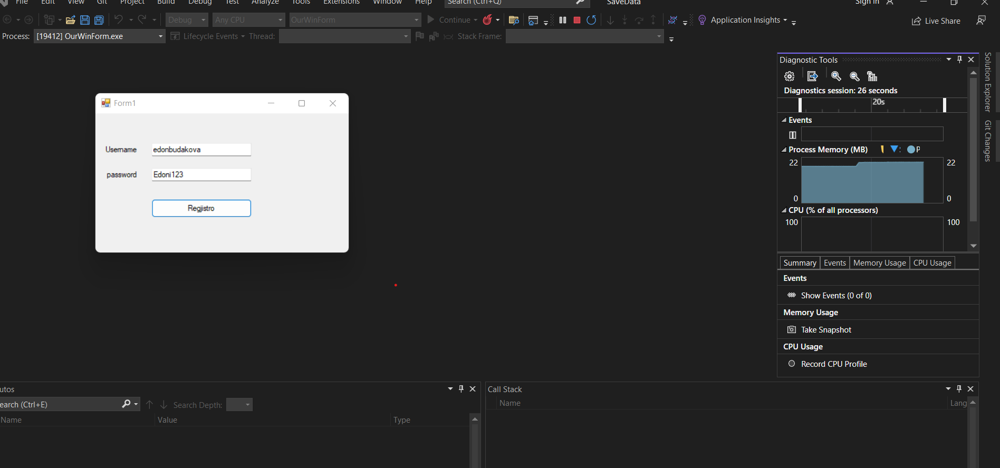 File Edit View Git Project Build Debug Test Analyze Tools Extensions Window Help Search (Ctrl+Q) SaveData Sign in
Debug Any CPU OurWinForm Continue Application Insights Live Share
Process: [19412] OurWinForm.exe Lifecycle Events Thread: Stack Frame:
Form1
Username edonbudakova
password Edoni123
Regjistro
Diagnostic Tools
Diagnostics session: 26 seconds
20s
Events
Process Memory (MB) P
22 22
0 0
CPU (% of all processors)
100 100
Summary Events Memory Usage CPU Usage
Events
Show Events (0 of 0)
Memory Usage
Take Snapshot
CPU Usage
Record CPU Profile
Solution Explorer
Git Changes
utos
earch (Ctrl+E) Search Depth:
Name Value Type
Call Stack
Name Lang